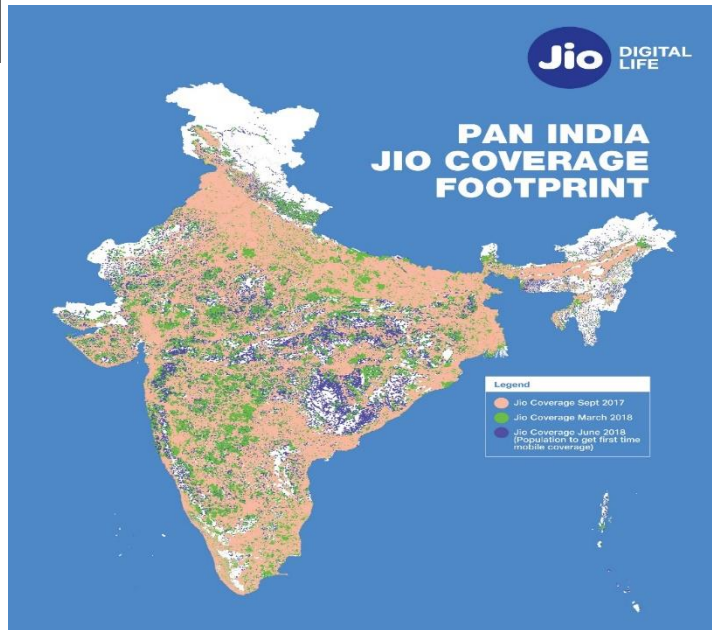 Jio DIGITAL
LIFE
PAN INDIA
JIO COVERAGE
FOOTPRINT
Legend
Jio Coverage Sept 2017
Jio Coverage March 2018
Jio Coverage June 2018
(Population to get first time
mobile coverage)